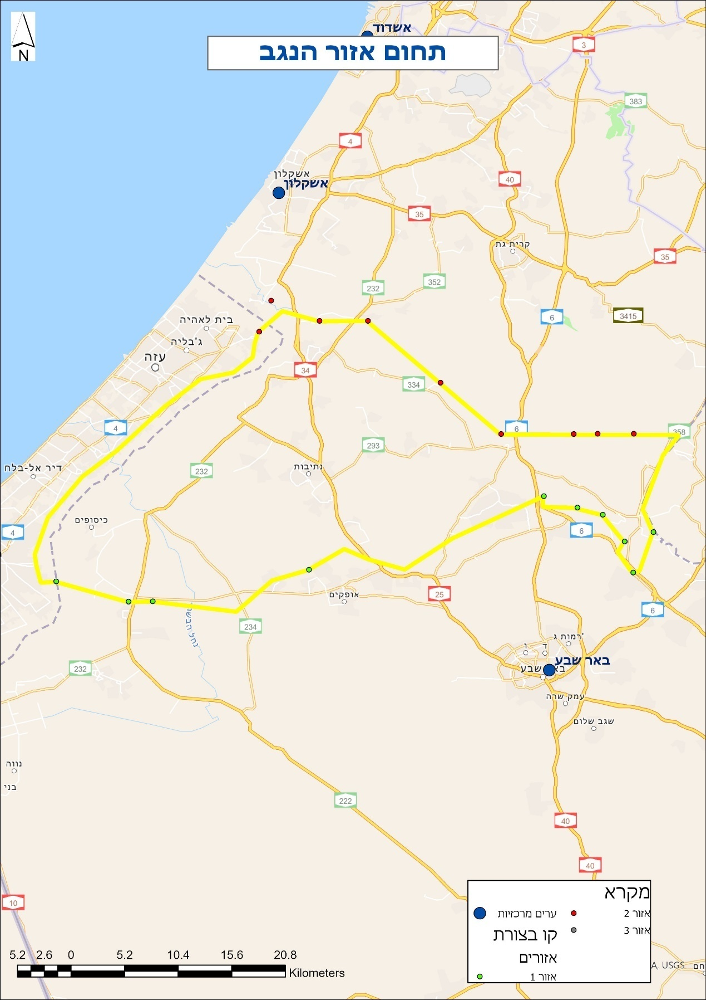 אשדוד
תחום אזור הנגב
N
3
383
4
אשקלון
אשקלון
40
35
קרית גת
35
352
232
6
3415
בית לאהיה
ג'בליה
עזה
34
334
4
6
358
293
נתיבות
232
דיר אל-בלח
כיסופים
4
6
אופקים
25
6
234
נחל הבשור
רמות ג'
ו
ד
232
באר שבע
באר שבע
עמק שרה
שגב שלום
נווה
בני
222
40
40
10
מקרא
ערים מרכזיות
אזור 2
קו בצורת
אזור 3
אזורים
אזור 1
5.2 2.6 0 5.2 10.4 15.6 20.8
Kilometers
A, USGS
חם